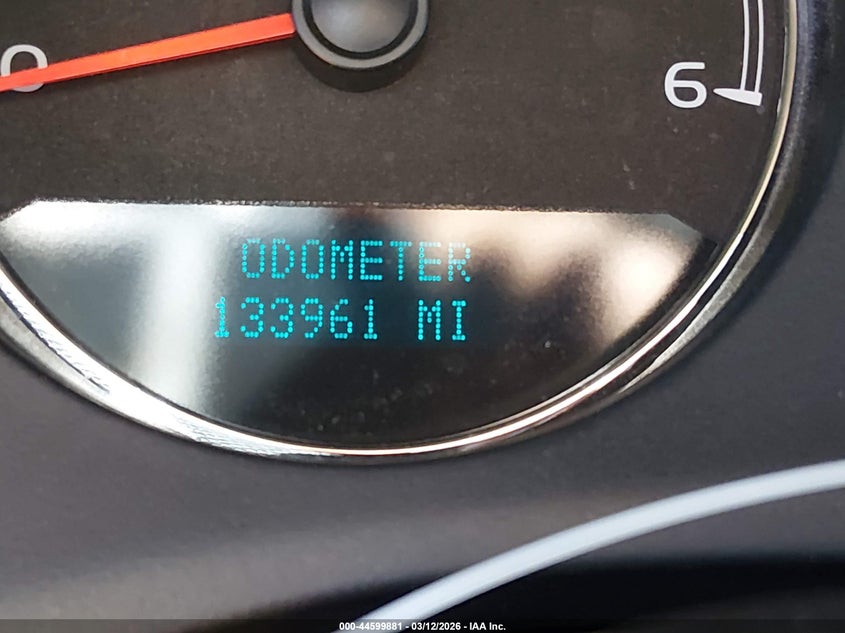 0
6
ODOMETER
133961 MI
000-44599881 - 03/12/2026 - IAA Inc.